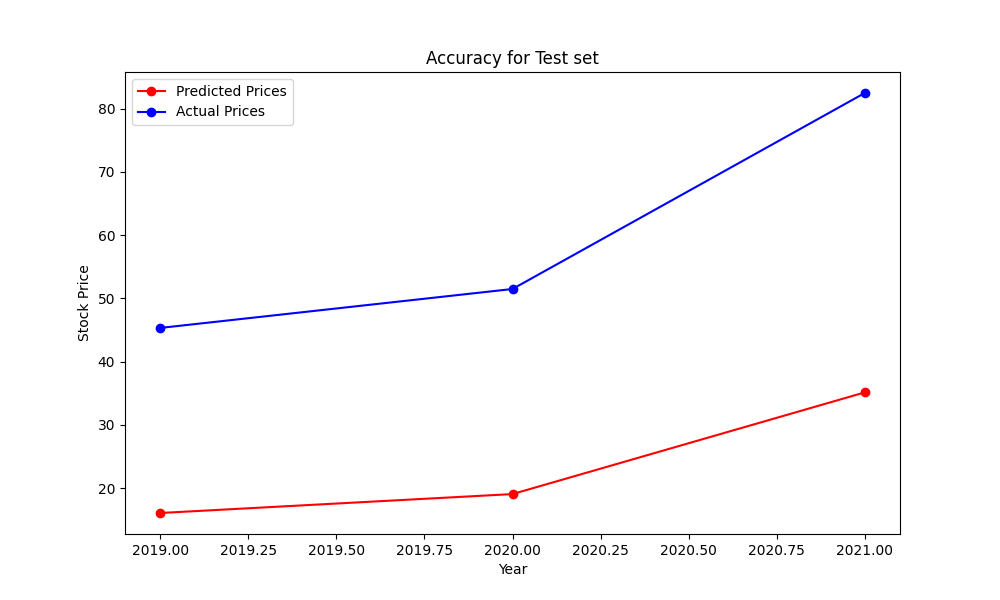 Accuracy for Test set
Predicted Prices
Actual Prices
80
70
60
50
40
30
20
Stock Price
2019.00 2019.25 2019.50 2019.75 2020.00 2020.25 2020.50 2020.75 2021.00
Year